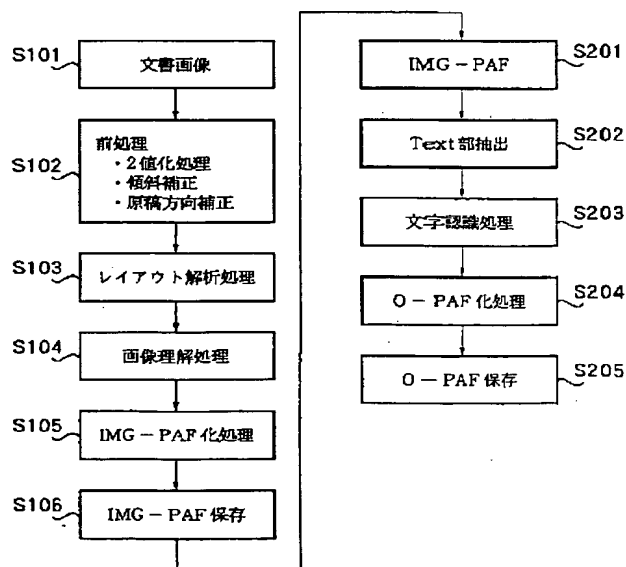 S101
文書画像
S102
前処理
・2値化処理
・傾斜補正
・原稿方向補正
S103
レイアウト解析処理
S104
画像理解処理
S105
IMG－PAF化処理
S106
IMG－PAF保存
S201
IMG－PAF
S202
Text部抽出
S203
文字認識処理
S204
O－PAF化処理
S205
O－PAF保存